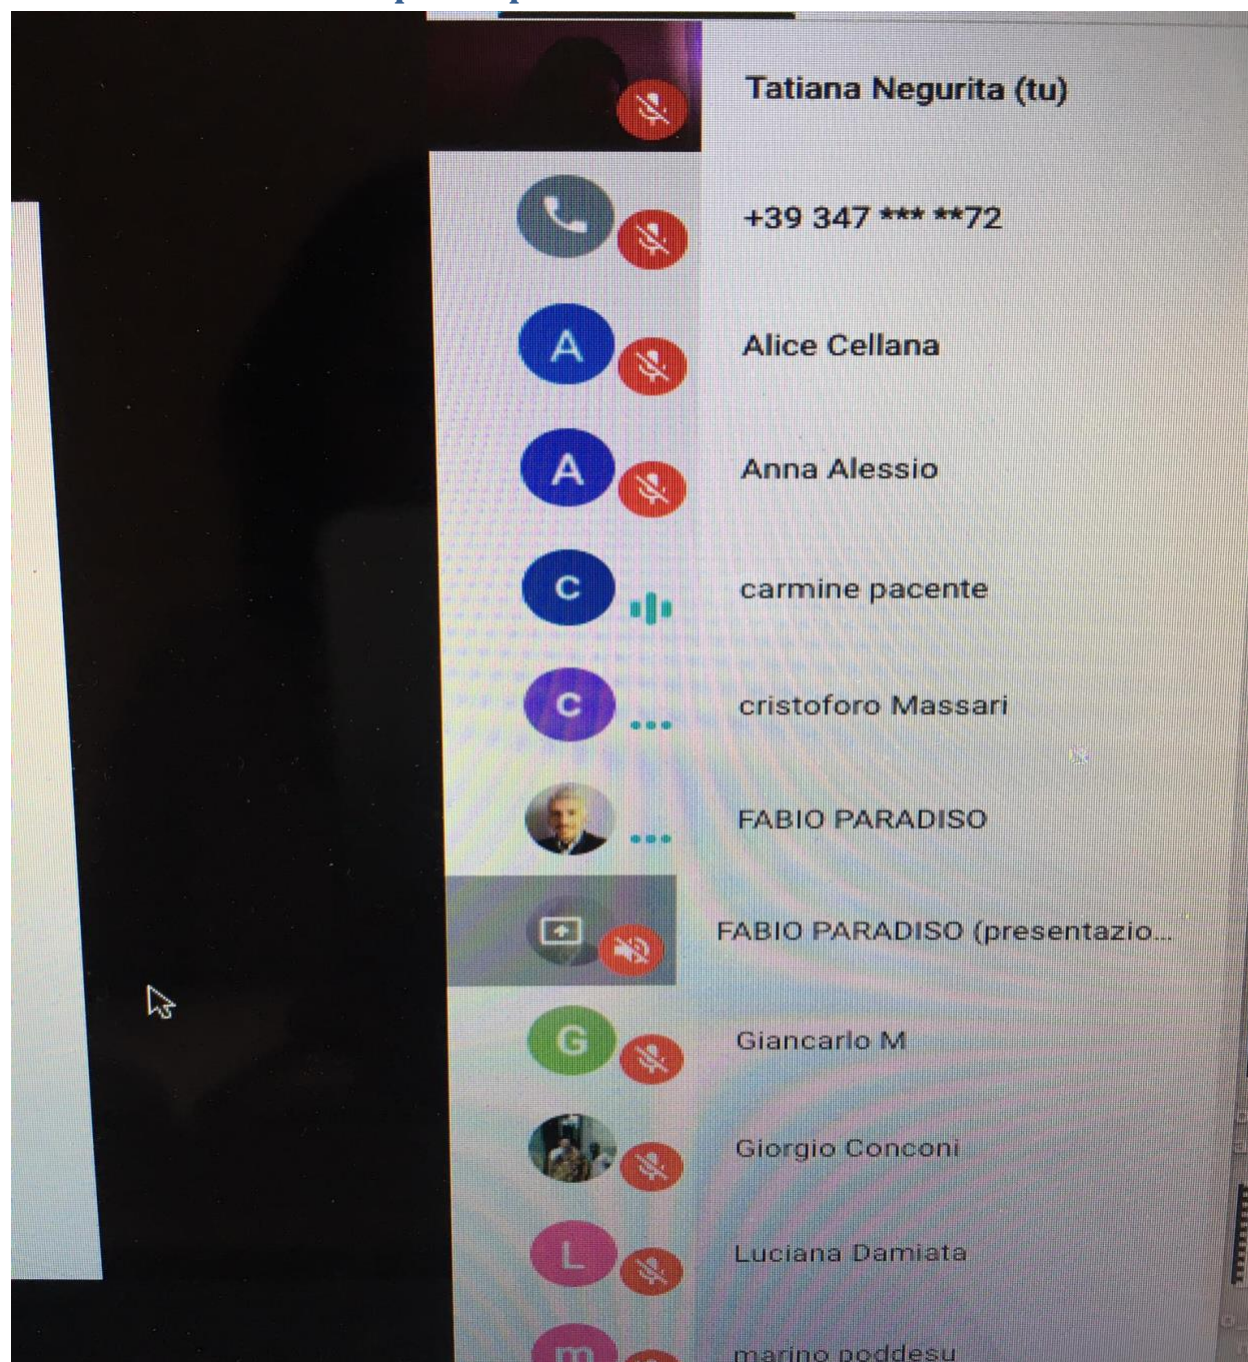 Tatiana Negurita (tu)
+39 347 *** **72
A Alice Cellana
A Anna Alessio
C carmine pacente
C cristoforo Massari
FABIO PARADISO
FABIO PARADISO (presentazio...
G Giancarlo M
Giorgio Conconi
L Luciana Damiata
m marino poddesu